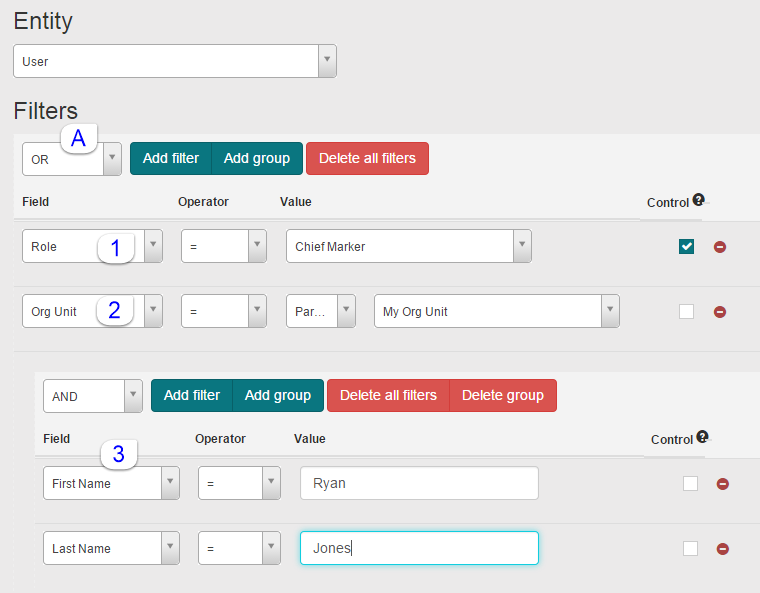 Entity
User
Filters
A
OR Add filter Add group Delete all filters
Field Operator Value Control ?
Role 1 = Chief Marker
Org Unit 2 = Par... My Org Unit
AND Add filter Add group Delete all filters Delete group
Field Operator Value Control ?
3
First Name = Ryan
Last Name = Jones